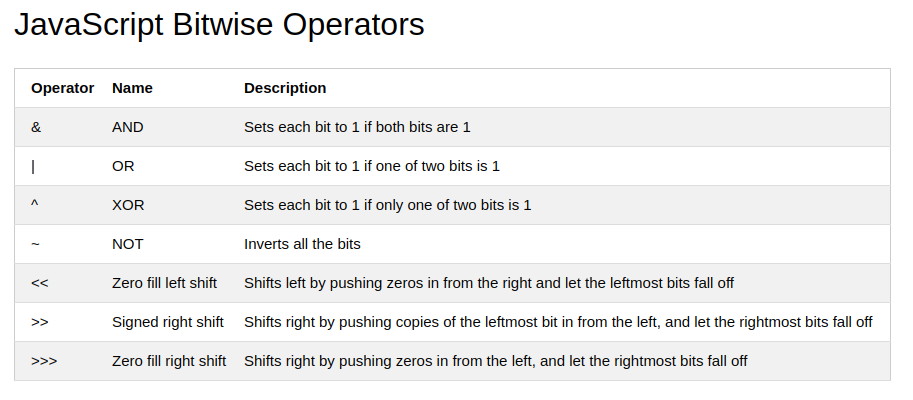 JavaScript Bitwise Operators
Operator Name Description
& AND Sets each bit to 1 if both bits are 1
| OR Sets each bit to 1 if one of two bits is 1
^ XOR Sets each bit to 1 if only one of two bits is 1
~ NOT Inverts all the bits
<< Zero fill left shift Shifts left by pushing zeros in from the right and let the leftmost bits fall off
>> Signed right shift Shifts right by pushing copies of the leftmost bit in from the left, and let the rightmost bits fall off
>>> Zero fill right shift Shifts right by pushing zeros in from the left, and let the rightmost bits fall off